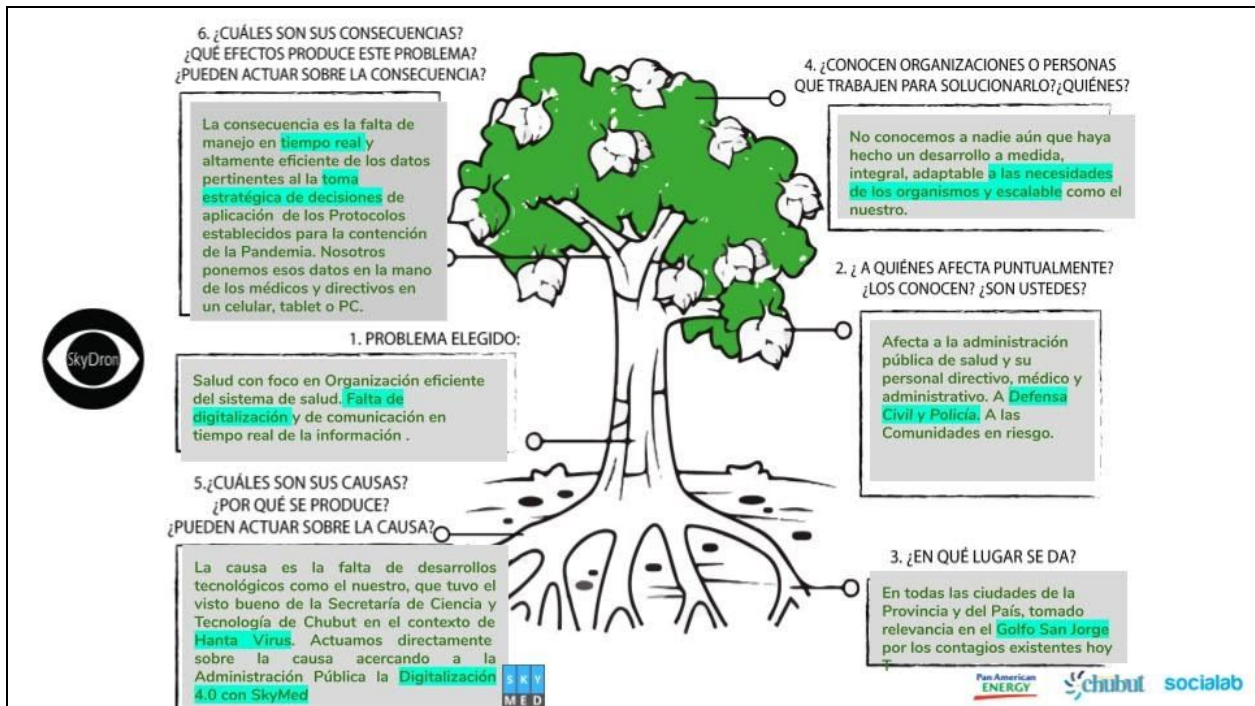 6. ¿CUÁLES SON SUS CONSECUENCIAS?
¿QUÉ EFECTOS PRODUCE ESTE PROBLEMA?
¿PUEDEN ACTUAR SOBRE LA CONSECUENCIA?
La consecuencia es la falta de
manejo en tiempo real y
altamente eficiente de los datos
pertinentes al la toma
estratégica de decisiones de
aplicación de los Protocolos
establecidos para la contención
de la Pandemia. Nosotros
ponemos esos datos en la mano
de los médicos y directivos en
un celular, tablet o PC.
4. ¿CONOCEN ORGANIZACIONES O PERSONAS
QUE TRABAJEN PARA SOLUCIONARLO?¿QUIÉNES?
No conocemos a nadie aún que haya
hecho un desarrollo a medida,
integral, adaptable a las necesidades
de los organismos y escalable como el
nuestro.
2. ¿ A QUIÉNES AFECTA PUNTUALMENTE?
¿LOS CONOCEN? ¿SON USTEDES?
Afecta a la administración
pública de salud y su
personal directivo, médico y
administrativo. A Defensa
Civil y Policía. A las
Comunidades en riesgo.
SkyDron
1. PROBLEMA ELEGIDO:
Salud con foco en Organización eficiente
del sistema de salud. Falta de
digitalización y de comunicación en
tiempo real de la información .
5.¿CUÁLES SON SUS CAUSAS?
¿POR QUÉ SE PRODUCE?
¿PUEDEN ACTUAR SOBRE LA CAUSA?
La causa es la falta de desarrollos
tecnológicos como el nuestro, que tuvo el
visto bueno de la Secretaría de Ciencia y
Tecnología de Chubut en el contexto de
Hanta Virus. Actuamos directamente
sobre la causa acercando a la
Administración Pública la Digitalización
4.0 con SkyMed
SKY
MED
3. ¿EN QUÉ LUGAR SE DA?
En todas las ciudades de la
Provincia y del País, tomado
relevancia en el Golfo San Jorge
por los contagios existentes hoy
T
Pan American
ENERGY
chubut
socialab